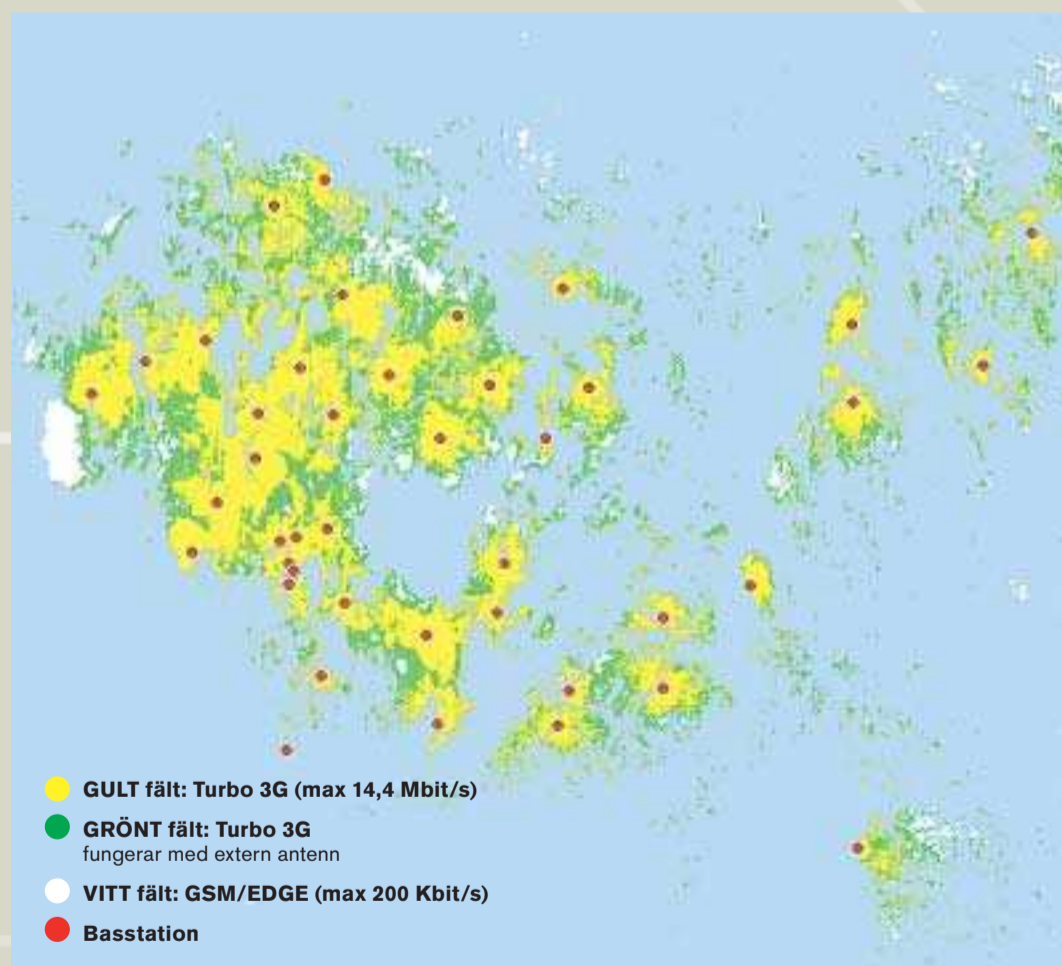 GULT fält: Turbo 3G (max 14,4 Mbit/s)
GRÖNT fält: Turbo 3G
fungerar med extern antenn
VITT fält: GSM/EDGE (max 200 Kbit/s)
Basstation